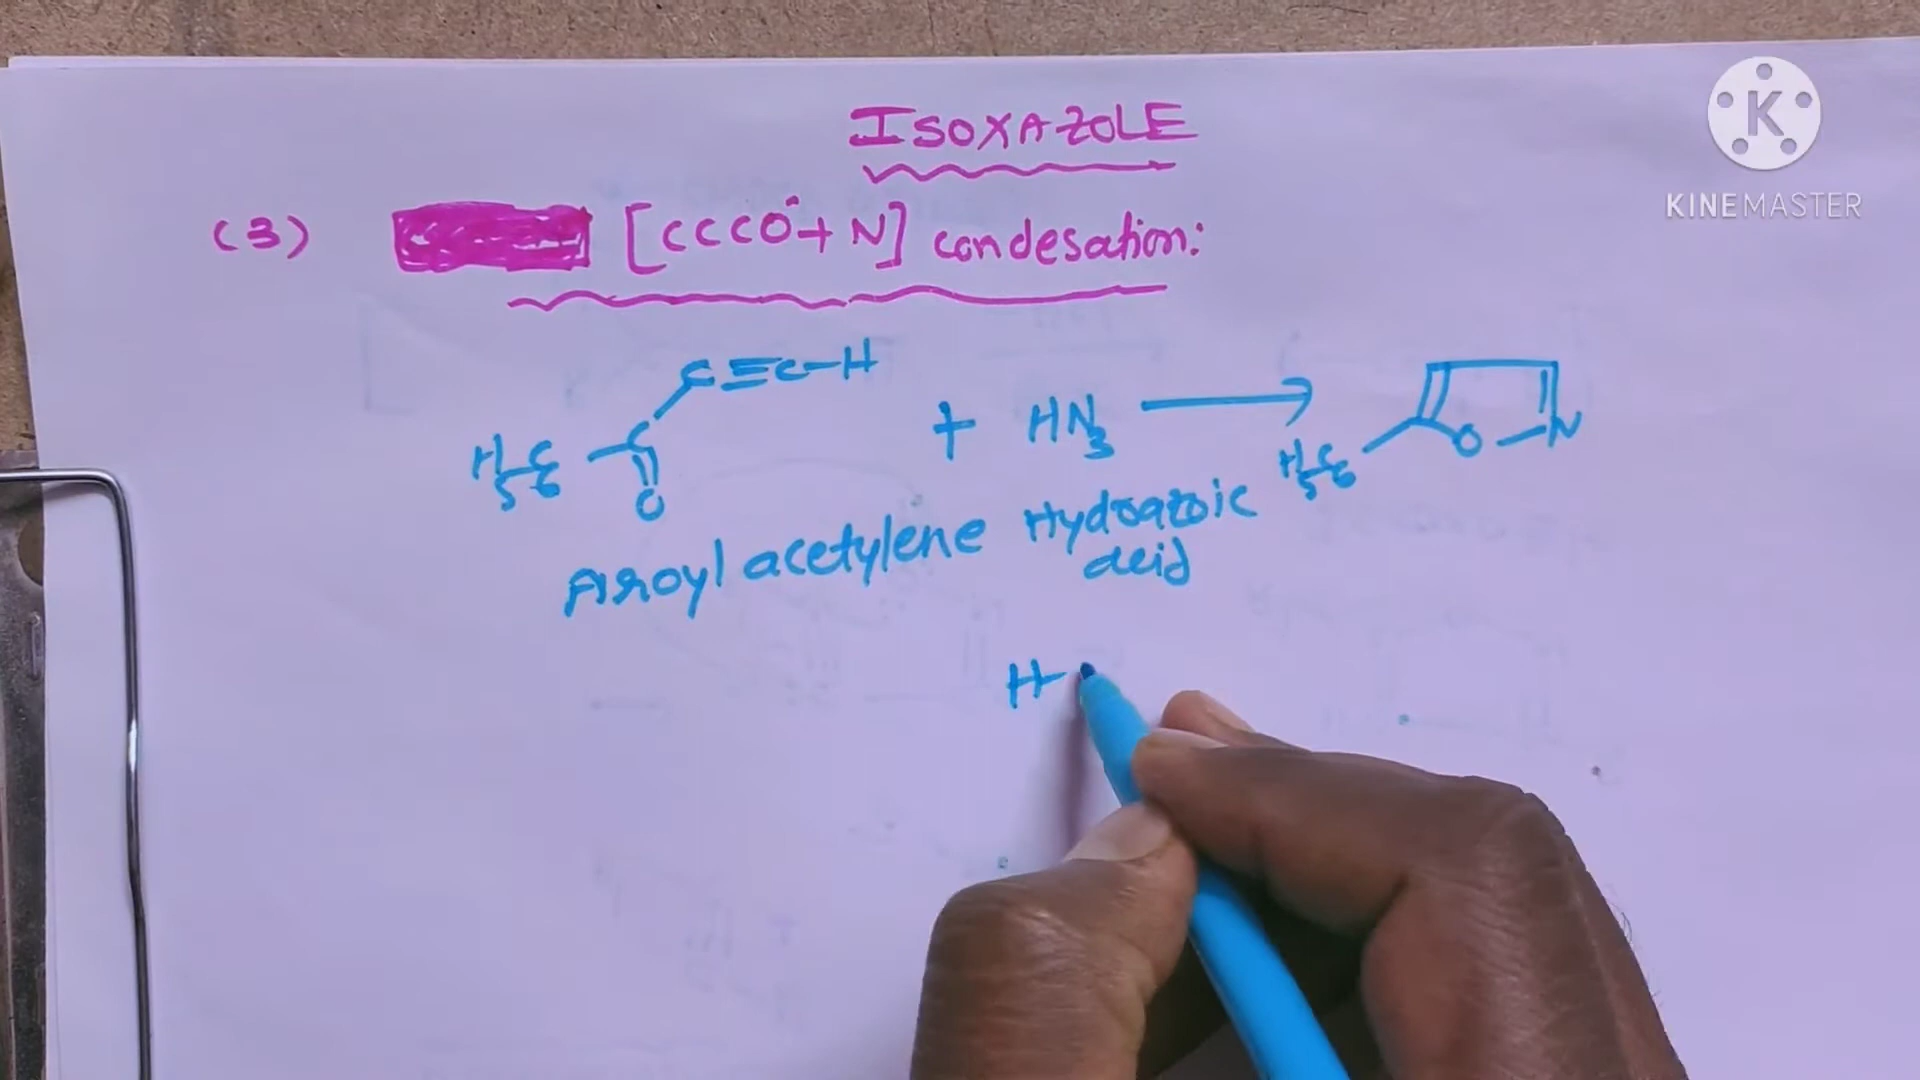 ISOXAZOLE
(3) [CCCO+N] condesation:
C≡C-H
H5C6 - C + HN3 → O - N
O
H5C6
Aroyl acetylene Hydrazoic
acid
H-
K
KINEMASTER